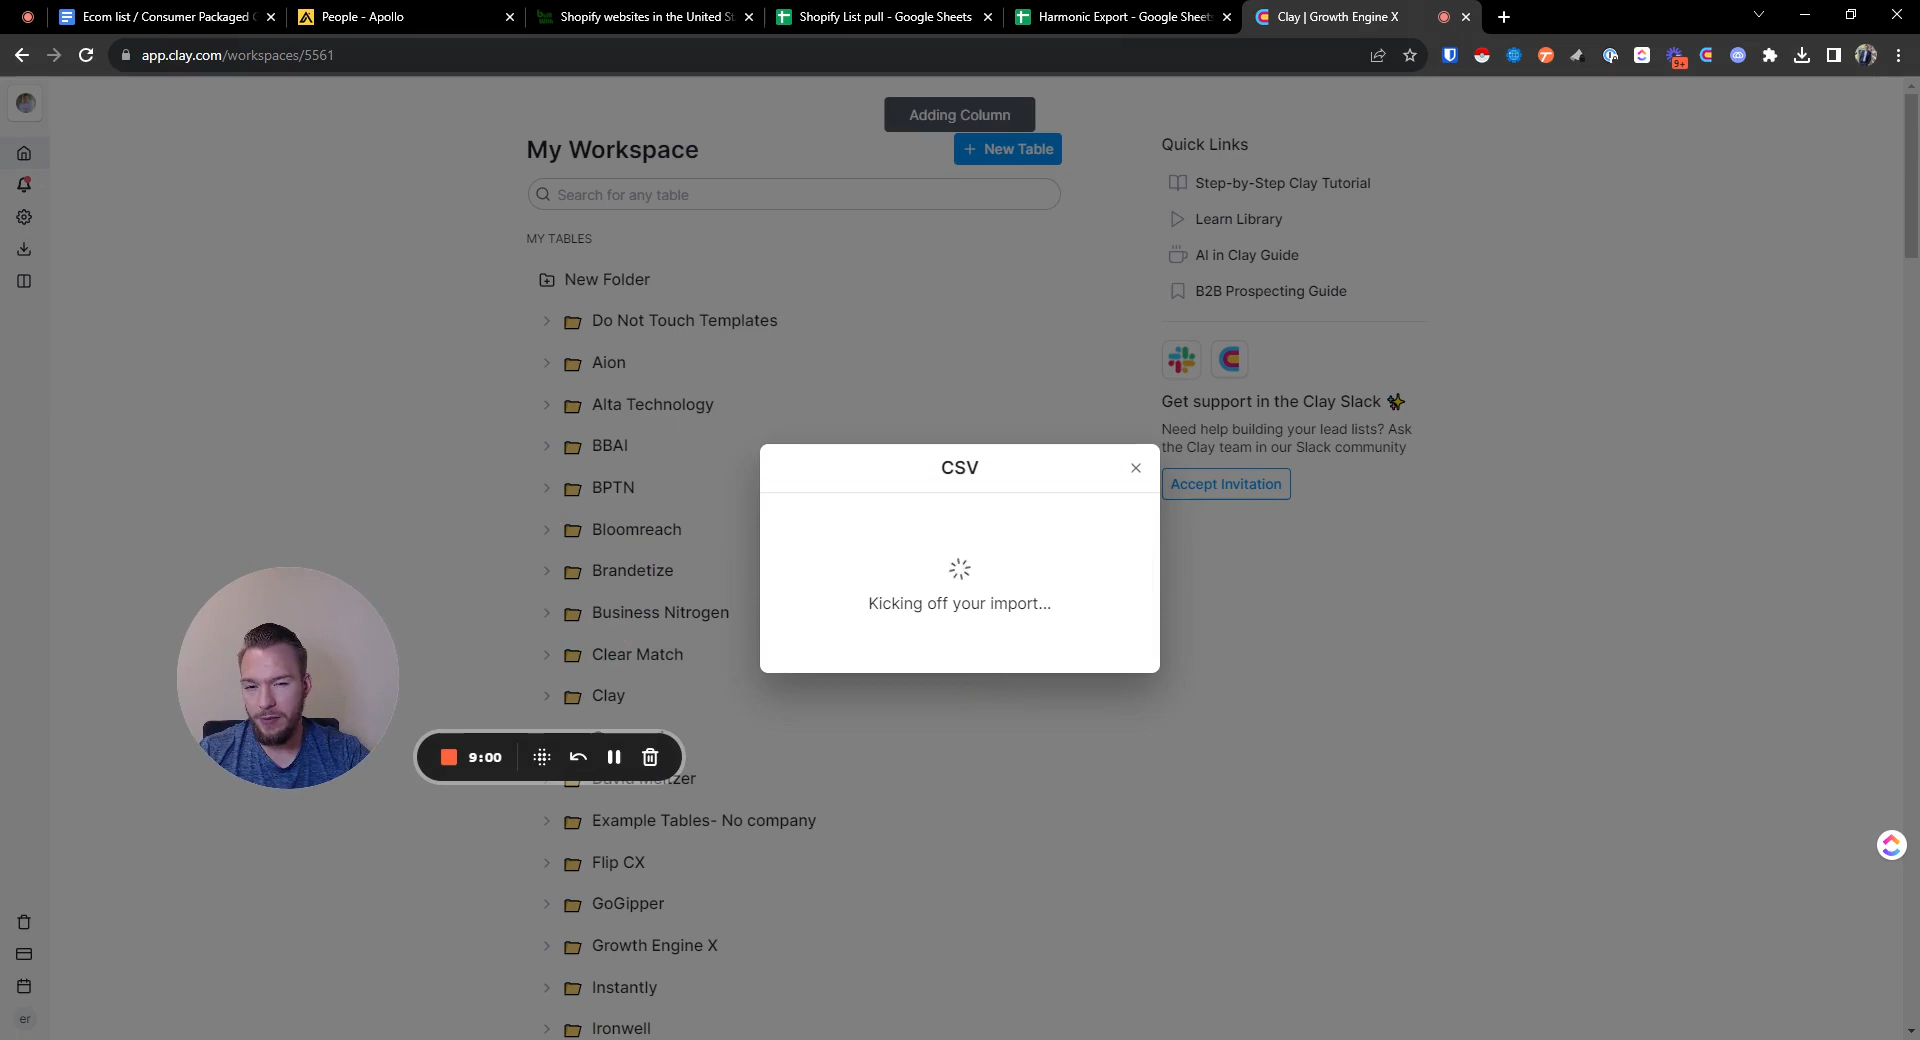 Ecom list / Consumer Packaged
People - Apollo
Shopify websites in the United St
Shopify List pull - Google Sheets
Harmonic Export - Google Sheets
Clay | Growth Engine X
app.clay.com/workspaces/5561
9+
Adding Column
My Workspace
+ New Table
Search for any table
MY TABLES
New Folder
Do Not Touch Templates
Aion
Alta Technology
BBAI
BPTN
Bloomreach
Brandetize
Business Nitrogen
Clear Match
Clay
Example Tables- No company
Flip CX
GoGipper
Growth Engine X
Instantly
Ironwell
Quick Links
Step-by-Step Clay Tutorial
Learn Library
AI in Clay Guide
B2B Prospecting Guide
Get support in the Clay Slack
Need help building your lead lists? Ask
the Clay team in our Slack community
Accept Invitation
CSV
Kicking off your import...
9:00
er